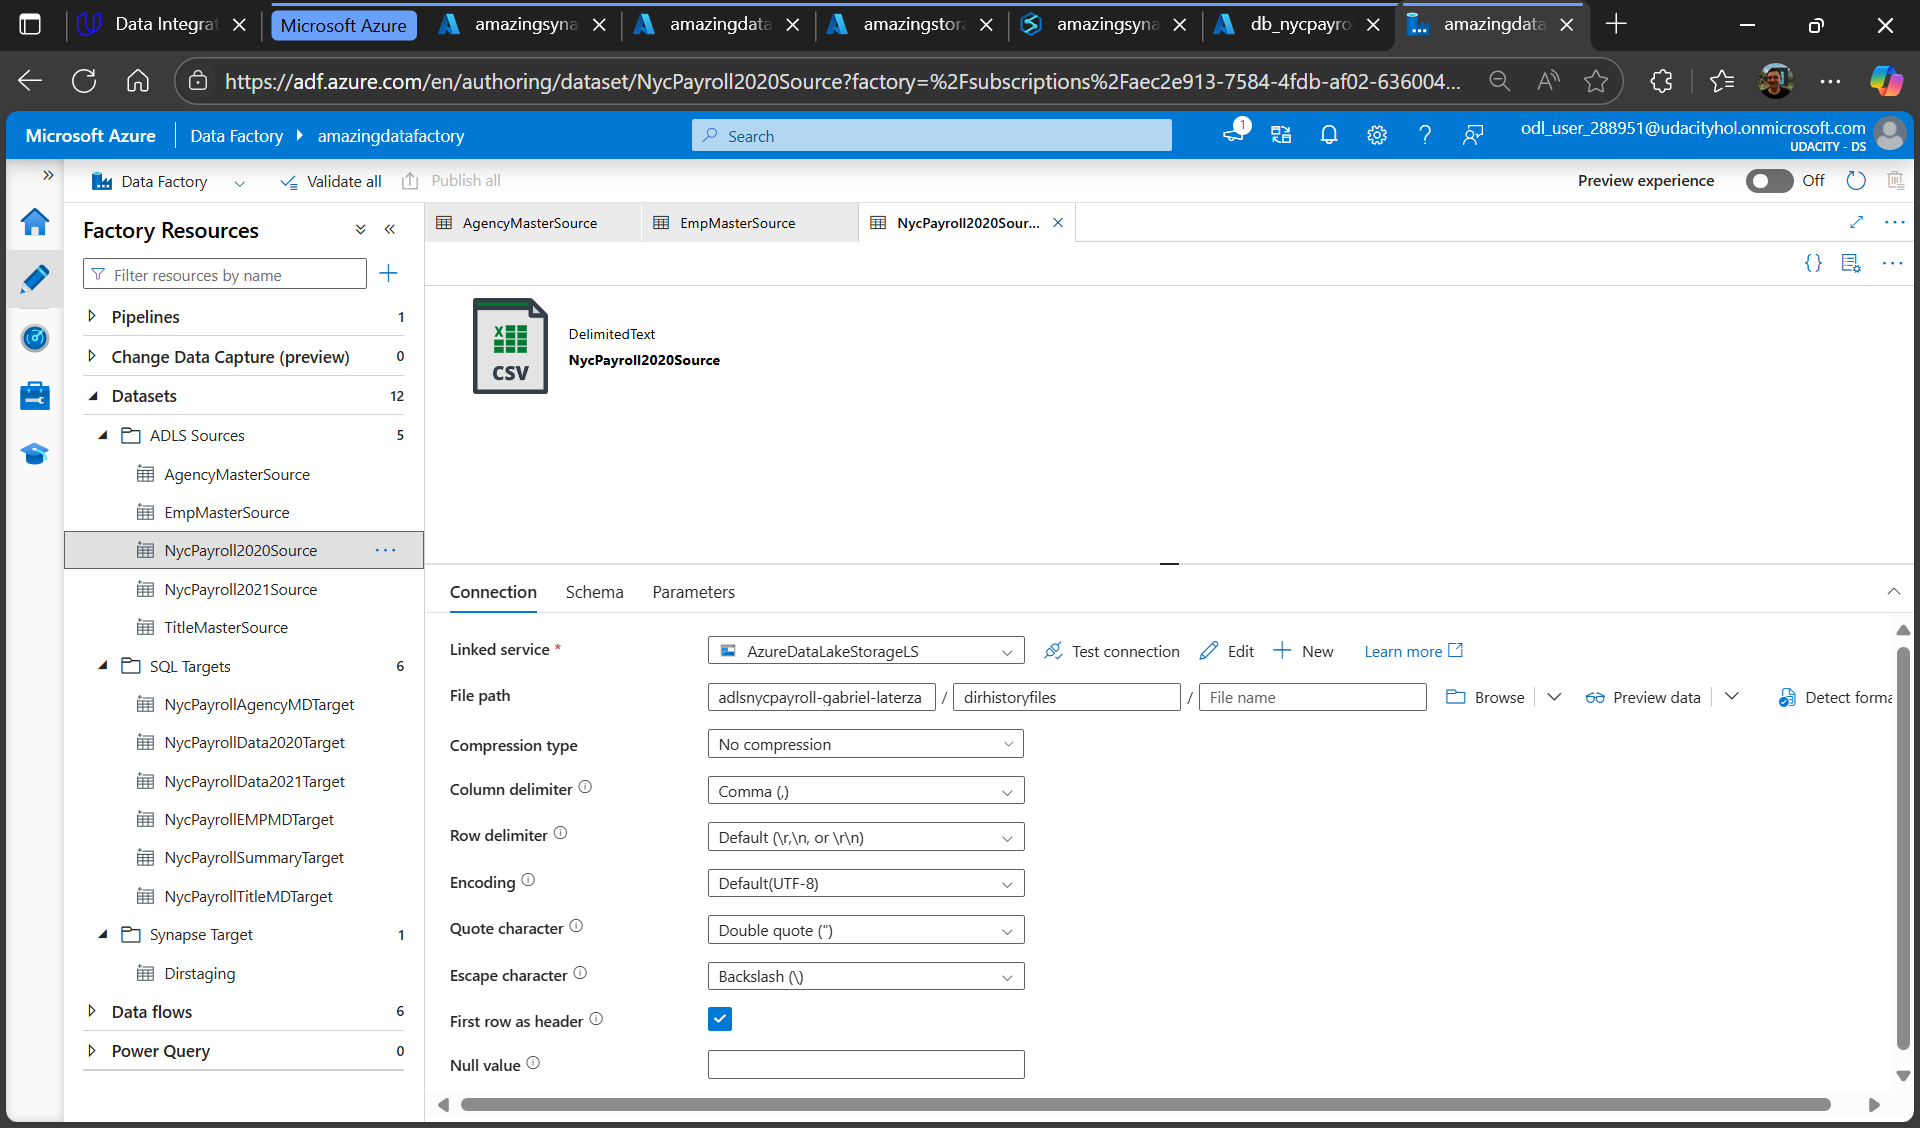 Data Integrat
Microsoft Azure
amazingsyna
amazingdata
amazingstora
amazingsyna
db_nycpayro
amazingdata
https://adf.azure.com/en/authoring/dataset/NycPayroll2020Source?factory=%2Fsubscriptions%2Faec2e913-7584-4fdb-af02-636004...
Microsoft Azure
Data Factory
amazingdatafactory
Search
1
odl_user_288951@udacityhol.onmicrosoft.com
UDACITY - DS
Data Factory
Validate all
Publish all
Preview experience
Off
Factory Resources
Filter resources by name
Pipelines 1
Change Data Capture (preview) 0
Datasets 12
ADLS Sources 5
AgencyMasterSource
EmpMasterSource
NycPayroll2020Source
NycPayroll2021Source
TitleMasterSource
SQL Targets 6
NycPayrollAgencyMDTarget
NycPayrollData2020Target
NycPayrollData2021Target
NycPayrollEMPMDTarget
NycPayrollSummaryTarget
NycPayrollTitleMDTarget
Synapse Target 1
Dirstaging
Data flows 6
Power Query 0
AgencyMasterSource
EmpMasterSource
NycPayroll2020Sour...
X
CSV
DelimitedText
NycPayroll2020Source
Connection
Schema
Parameters
Linked service *
AzureDataLakeStorageLS
Test connection
Edit
New
Learn more
File path
adlsnycpayroll-gabriel-laterza / dirhistoryfiles / File name
Browse
Preview data
Detect forma
Compression type
No compression
Column delimiter
Comma (,)
Row delimiter
Default (\r,\n, or \r\n)
Encoding
Default(UTF-8)
Quote character
Double quote (")
Escape character
Backslash (\)
First row as header
Null value